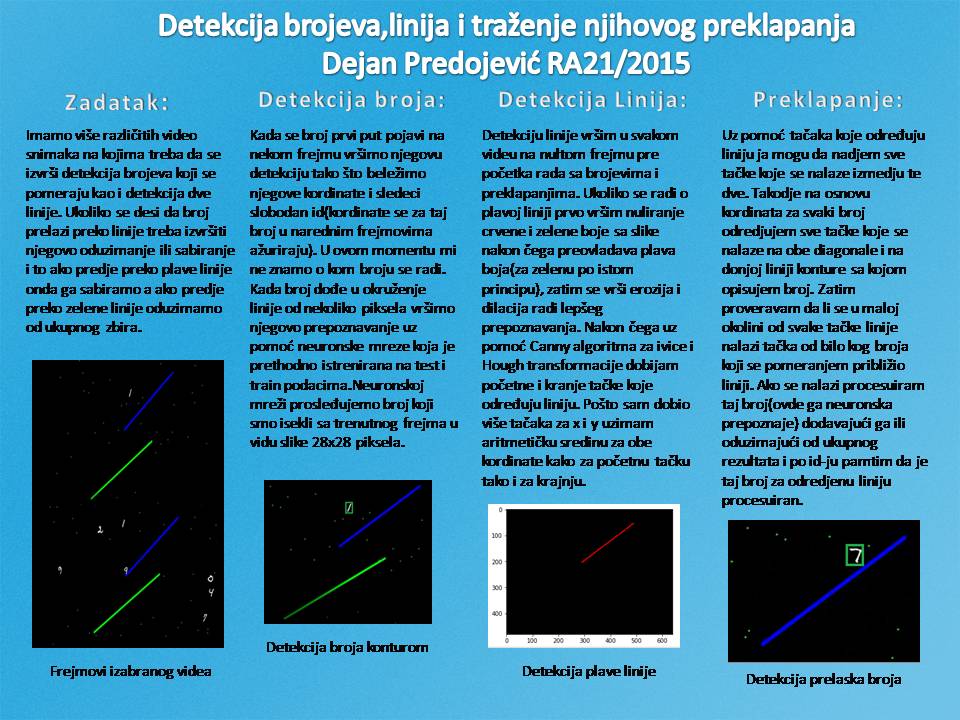 Detekcija brojeva,linija i traženje njihovog preklapanja
Dejan Predojević RA21/2015
Zadatak:
Imamo više različitih video
snimaka na kojima treba da se
izvrši detekcija brojeva koji se
pomeraju kao i detekcija dve
linije. Ukoliko se desi da broj
prelazi preko linije treba izvršiti
njegovo oduzimanje ili sabiranje
i to ako predje preko plave linije
onda ga sabiramo a ako predje
preko zelene linije oduzimamo
od ukupnog zbira.
Frejmovi izabranog videa
Detekcija broja:
Kada se broj prvi put pojavi na
nekom frejmu vršimo njegovu
detekciju tako što beležimo
njegove kordinate i sledeci
slobodan id(kordinate se za taj
broj u narednim frejmovima
ažuriraju). U ovom momentu mi
ne znamo o kom broju se radi.
Kada broj dođe u okruženje
linije od nekoliko piksela vršimo
njegovo prepoznavanje uz
pomoć neuronske mreze koja je
prethodno istrenirana na test i
train podacima.Neuronskoj
mreži prosleđujemo broj koji
smo isekli sa trenutnog frejma u
vidu slike 28x28 piksela.
7
Detekcija broja konturom
Detekcija Linija:
Detekciju linije vršim u svakom
videu na nultom frejmu pre
početka rada sa brojevima i
preklapanjima. Ukoliko se radi o
plavoj liniji prvo vršim nuliranje
crvene i zelene boje sa slike
nakon čega preovladava plava
boja(za zelenu po istom
principu), zatim se vrši erozija i
dilacija radi lepšeg
prepoznavanja. Nakon čega uz
pomoć Canny algoritma za ivice i
Hough transformacije dobijam
početne i kranje tačke koje
određuju liniju. Pošto sam dobio
više tačaka za x i y uzimam
aritmetičku sredinu za obe
kordinate kako za početnu tačku
tako i za krajnju.
0
100
200
300
400
0 100 200 300 400 500 600
Detekcija plave linije
Preklapanje:
Uz pomoć tačaka koje određuju
liniju ja mogu da nadjem sve
tačke koje se nalaze izmedju te
dve. Takodje na osnovu
kordinata za svaki broj
odredjujem sve tačke koje se
nalaze na obe diagonale i na
donjoj liniji konture sa kojom
opisujem broj. Zatim
proveravam da li se u maloj
okolini od svake tačke linije
nalazi tačka od bilo kog broja
koji se pomeranjem približio
liniji. Ako se nalazi procesuiram
taj broj(ovde ga neuronska
prepoznaje) dodavajući ga ili
oduzimajući od ukupnog
rezultata i po id-ju pamtim da je
taj broj za odredjenu liniju
procesuiran.
7
Detekcija prelaska broja